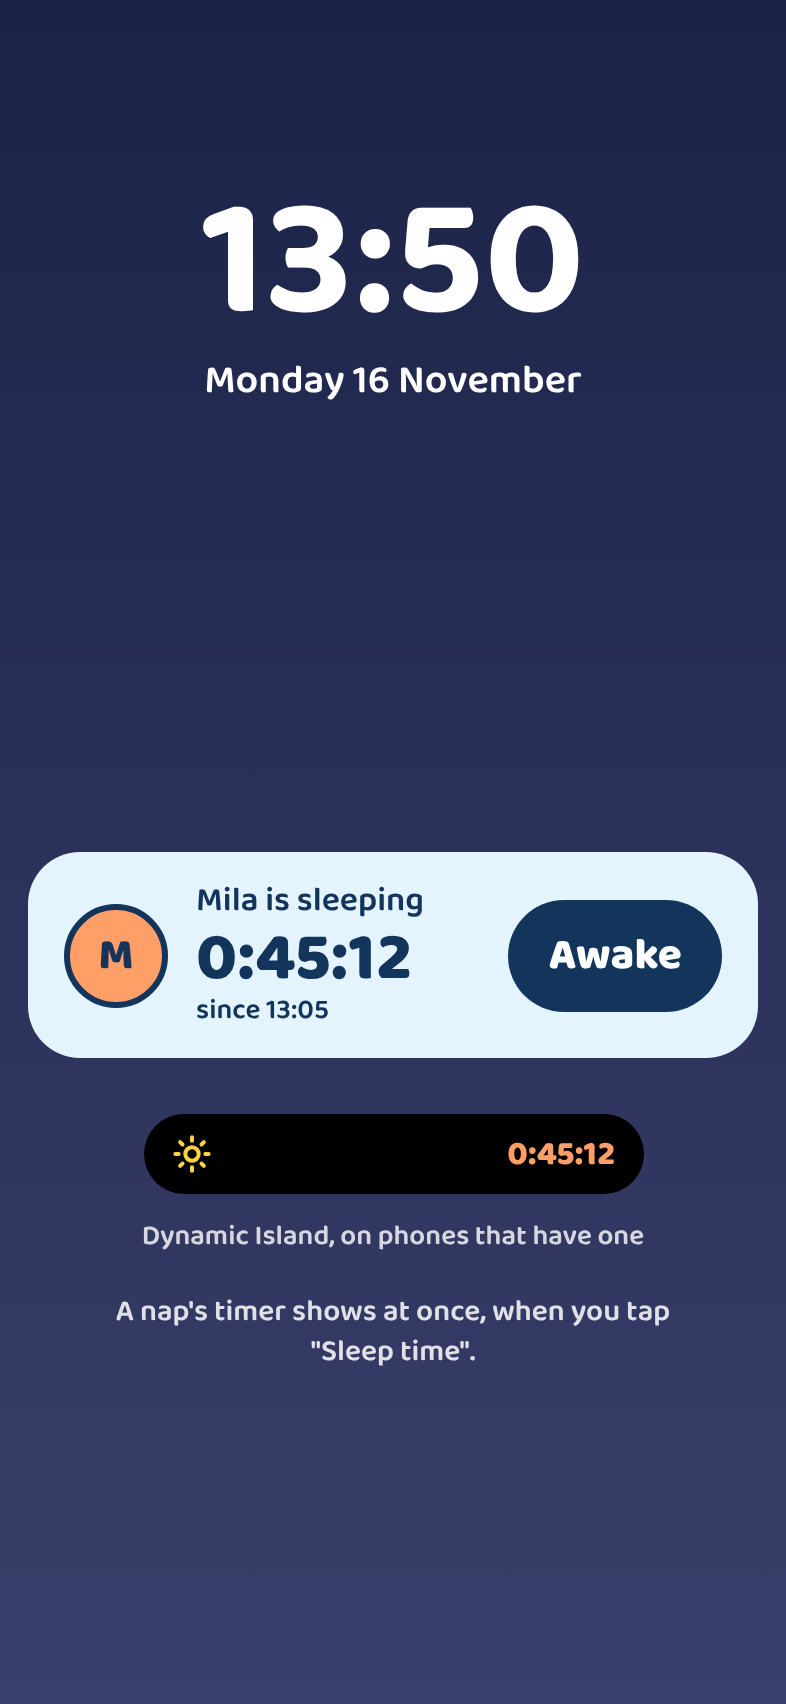 13:50
Monday 16 November
Mila is sleeping
M
0:45:12
Awake
since 13:05
0:45:12
Dynamic Island, on phones that have one
A nap's timer shows at once, when you tap
"Sleep time".